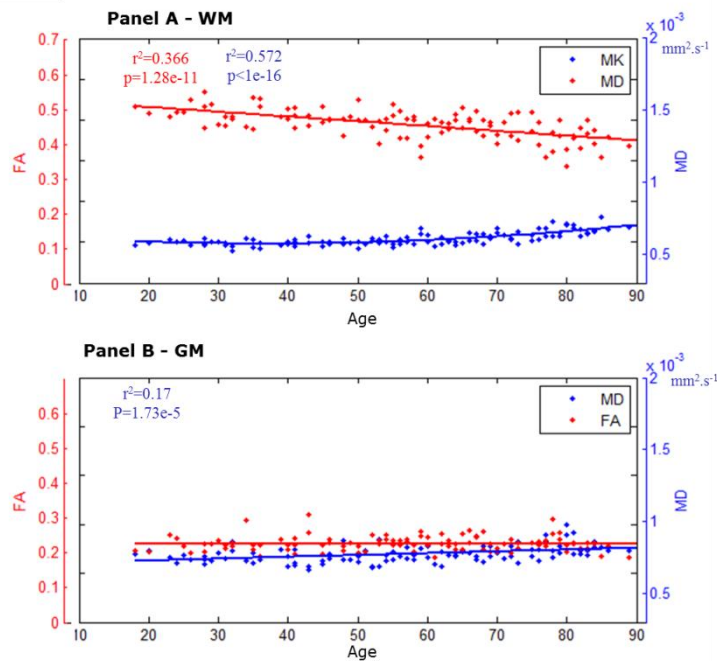 Panel A - WM
x 10⁻³
0.7
r²=0.366
r²=0.572
2
mm².s⁻¹
p=1.28e-11
p<1e-16
MK
MD
0.6
0.5
1.5
0.4
FA
MD
0.3
1
0.2
0.1
0.5
0
10 20 30 40 50 60 70 80 90
Age
Panel B - GM
x 10⁻³
2
mm².s⁻¹
r²=0.17
P=1.73e-5
MD
FA
0.6
0.5
1.5
0.4
FA
MD
0.3
1
0.2
0.1
0.5
0
10 20 30 40 50 60 70 80 90
Age